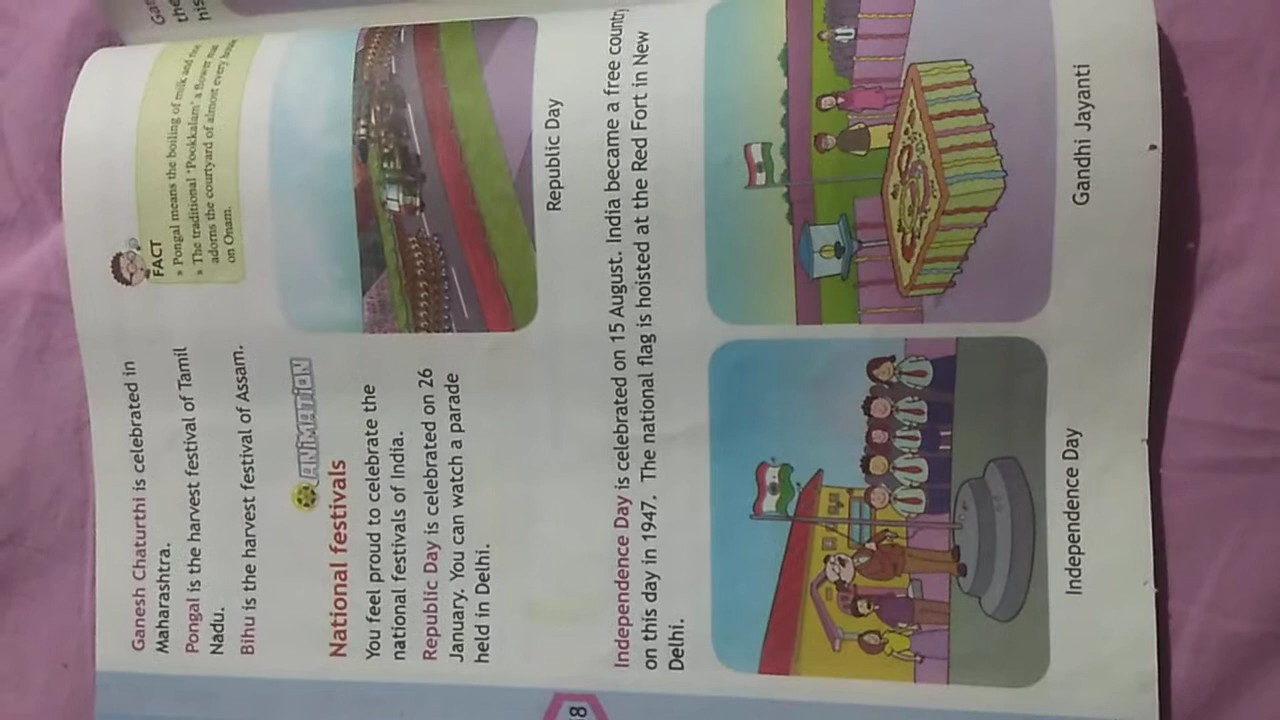 Ganesh Chaturthi is celebrated in
Maharashtra.
Pongal is the harvest festival of Tamil
Nadu.
Bihu is the harvest festival of Assam.
FACT
» Pongal means the boiling of milk and
» The traditional 'Pookkalam' a flower
adorns the courtyard of almost every house
on Onam.
ANiMATiON
National festivals
You feel proud to celebrate the
national festivals of India.
Republic Day is celebrated on 26
January. You can watch a parade
held in Delhi.
Republic Day
Independence Day is celebrated on 15 August. India became a free country
on this day in 1947. The national flag is hoisted at the Red Fort in New
Delhi.
Independence Day
Gandhi Jayanti
8
the
his